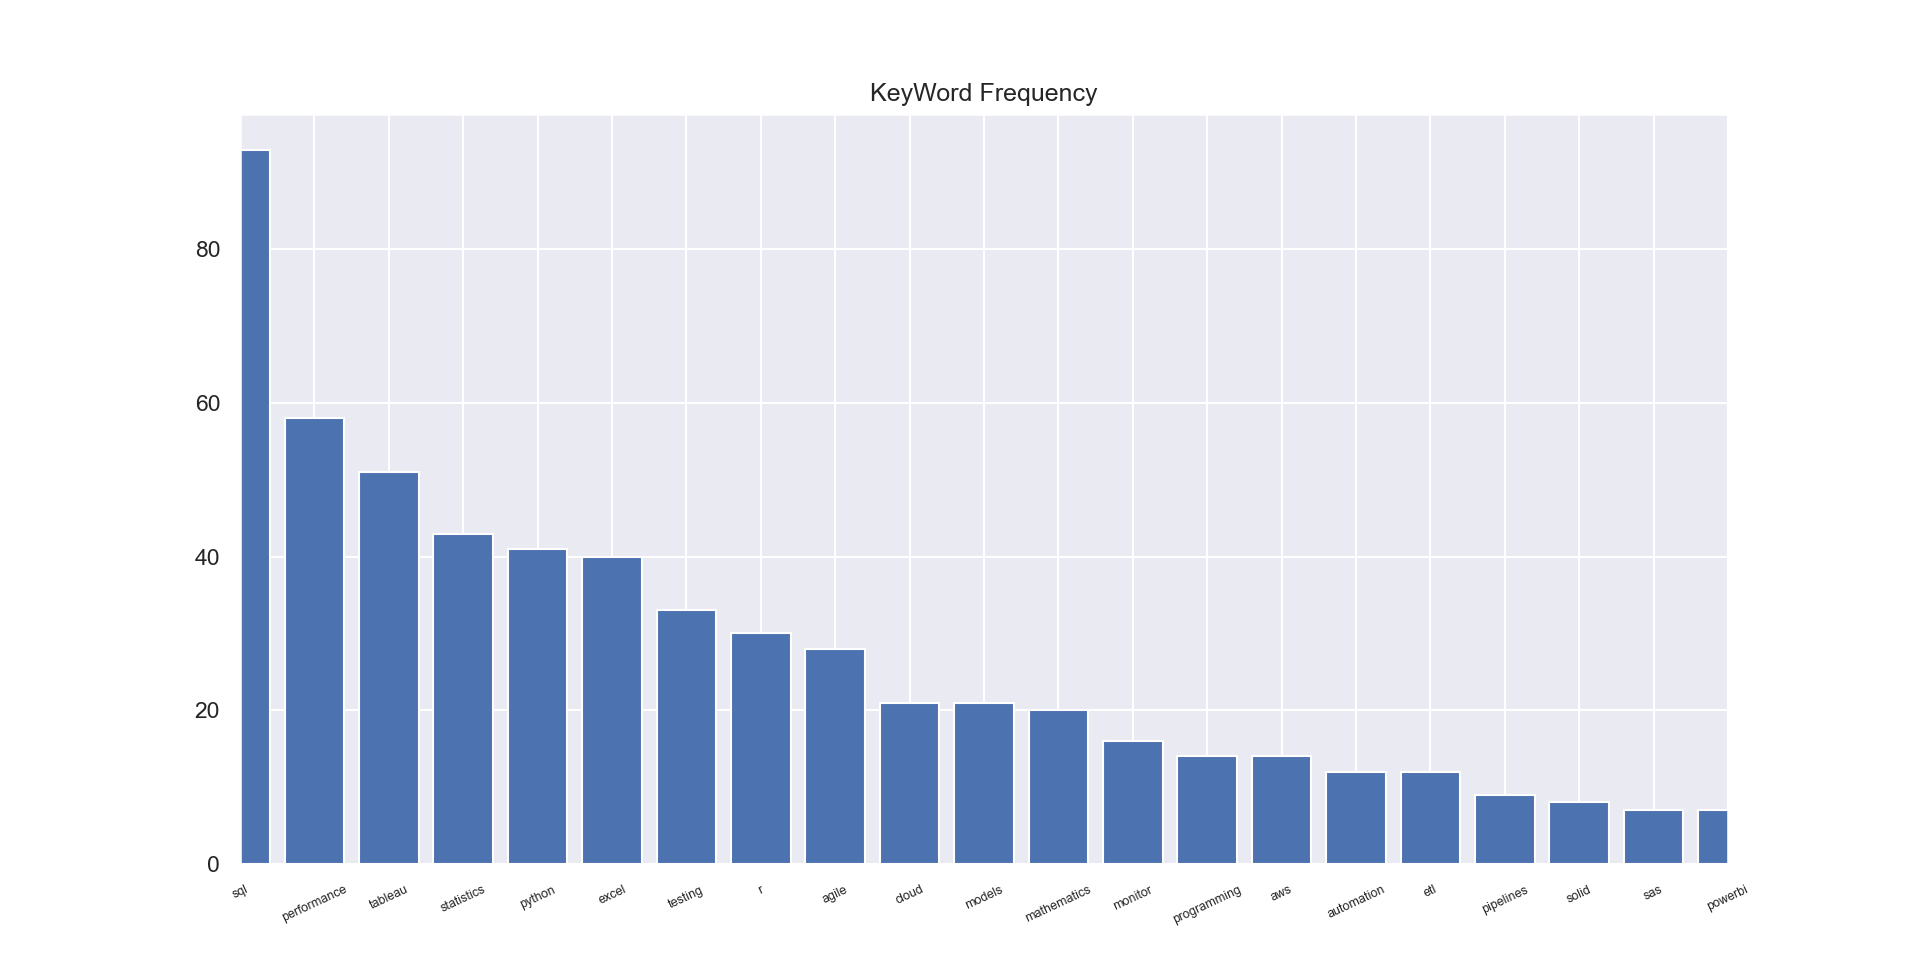 KeyWord Frequency
80
60
40
20
0
sql
performance
tableau
statistics
python
excel
testing
r
agile
cloud
models
mathematics
monitor
programming
aws
automation
etl
pipelines
solid
sas
powerbi